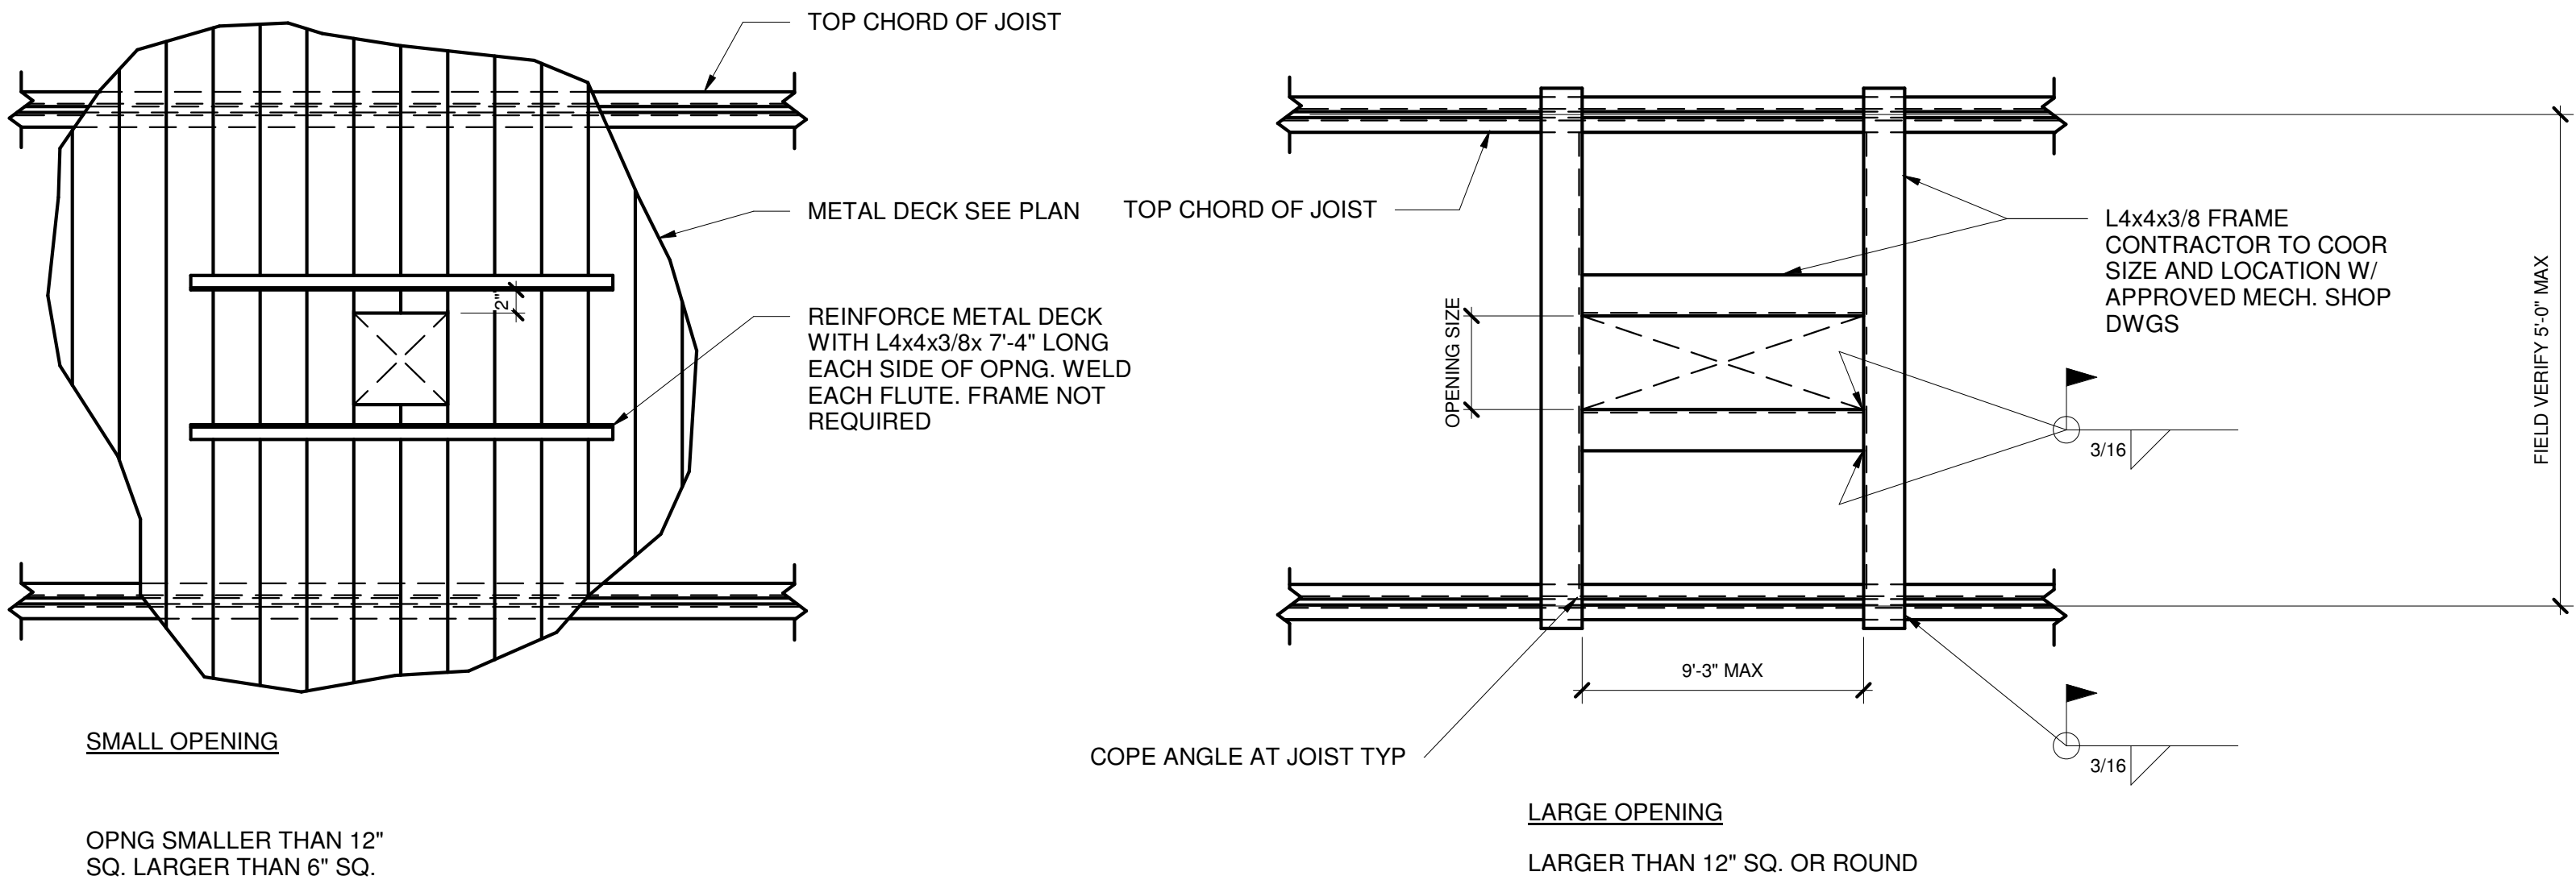 TOP CHORD OF JOIST
METAL DECK SEE PLAN
2"
REINFORCE METAL DECK
WITH L4x4x3/8x 7'-4" LONG
EACH SIDE OF OPNG. WELD
EACH FLUTE. FRAME NOT
REQUIRED
SMALL OPENING
OPNG SMALLER THAN 12"
SQ. LARGER THAN 6" SQ.
TOP CHORD OF JOIST
L4x4x3/8 FRAME
CONTRACTOR TO COOR
SIZE AND LOCATION W/
APPROVED MECH. SHOP
DWGS
OPENING SIZE
FIELD VERIFY 5'-0" MAX
3/16
9'-3" MAX
COPE ANGLE AT JOIST TYP
3/16
LARGE OPENING
LARGER THAN 12" SQ. OR ROUND